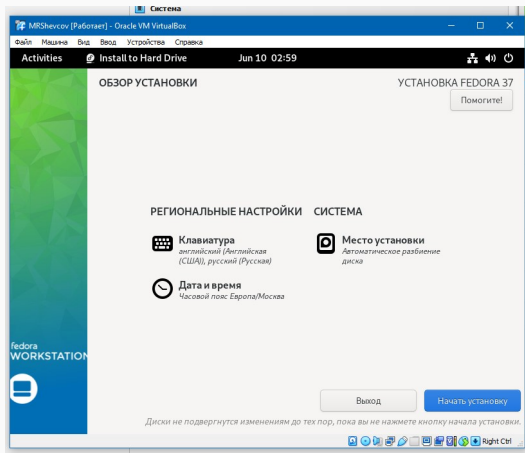 Система
MRShevcov [Работает] - Oracle VM VirtualBox
Файл Машина Вид Ввод Устройства Справка
Activities Install to Hard Drive Jun 10 02:59
ОБЗОР УСТАНОВКИ
УСТАНОВКА FEDORA 37
Помогите!
РЕГИОНАЛЬНЫЕ НАСТРОЙКИ
Клавиатура
английский (Английская
(США)), русский (Русская)
Дата и время
Часовой пояс Европа/Москва
СИСТЕМА
Место установки
Автоматическое разбиение
диска
fedora
WORKSTATION
Выход
Начать установку
Диски не подвергнутся изменениям до тех пор, пока вы не нажмете кнопку начала установки.
Right Ctrl